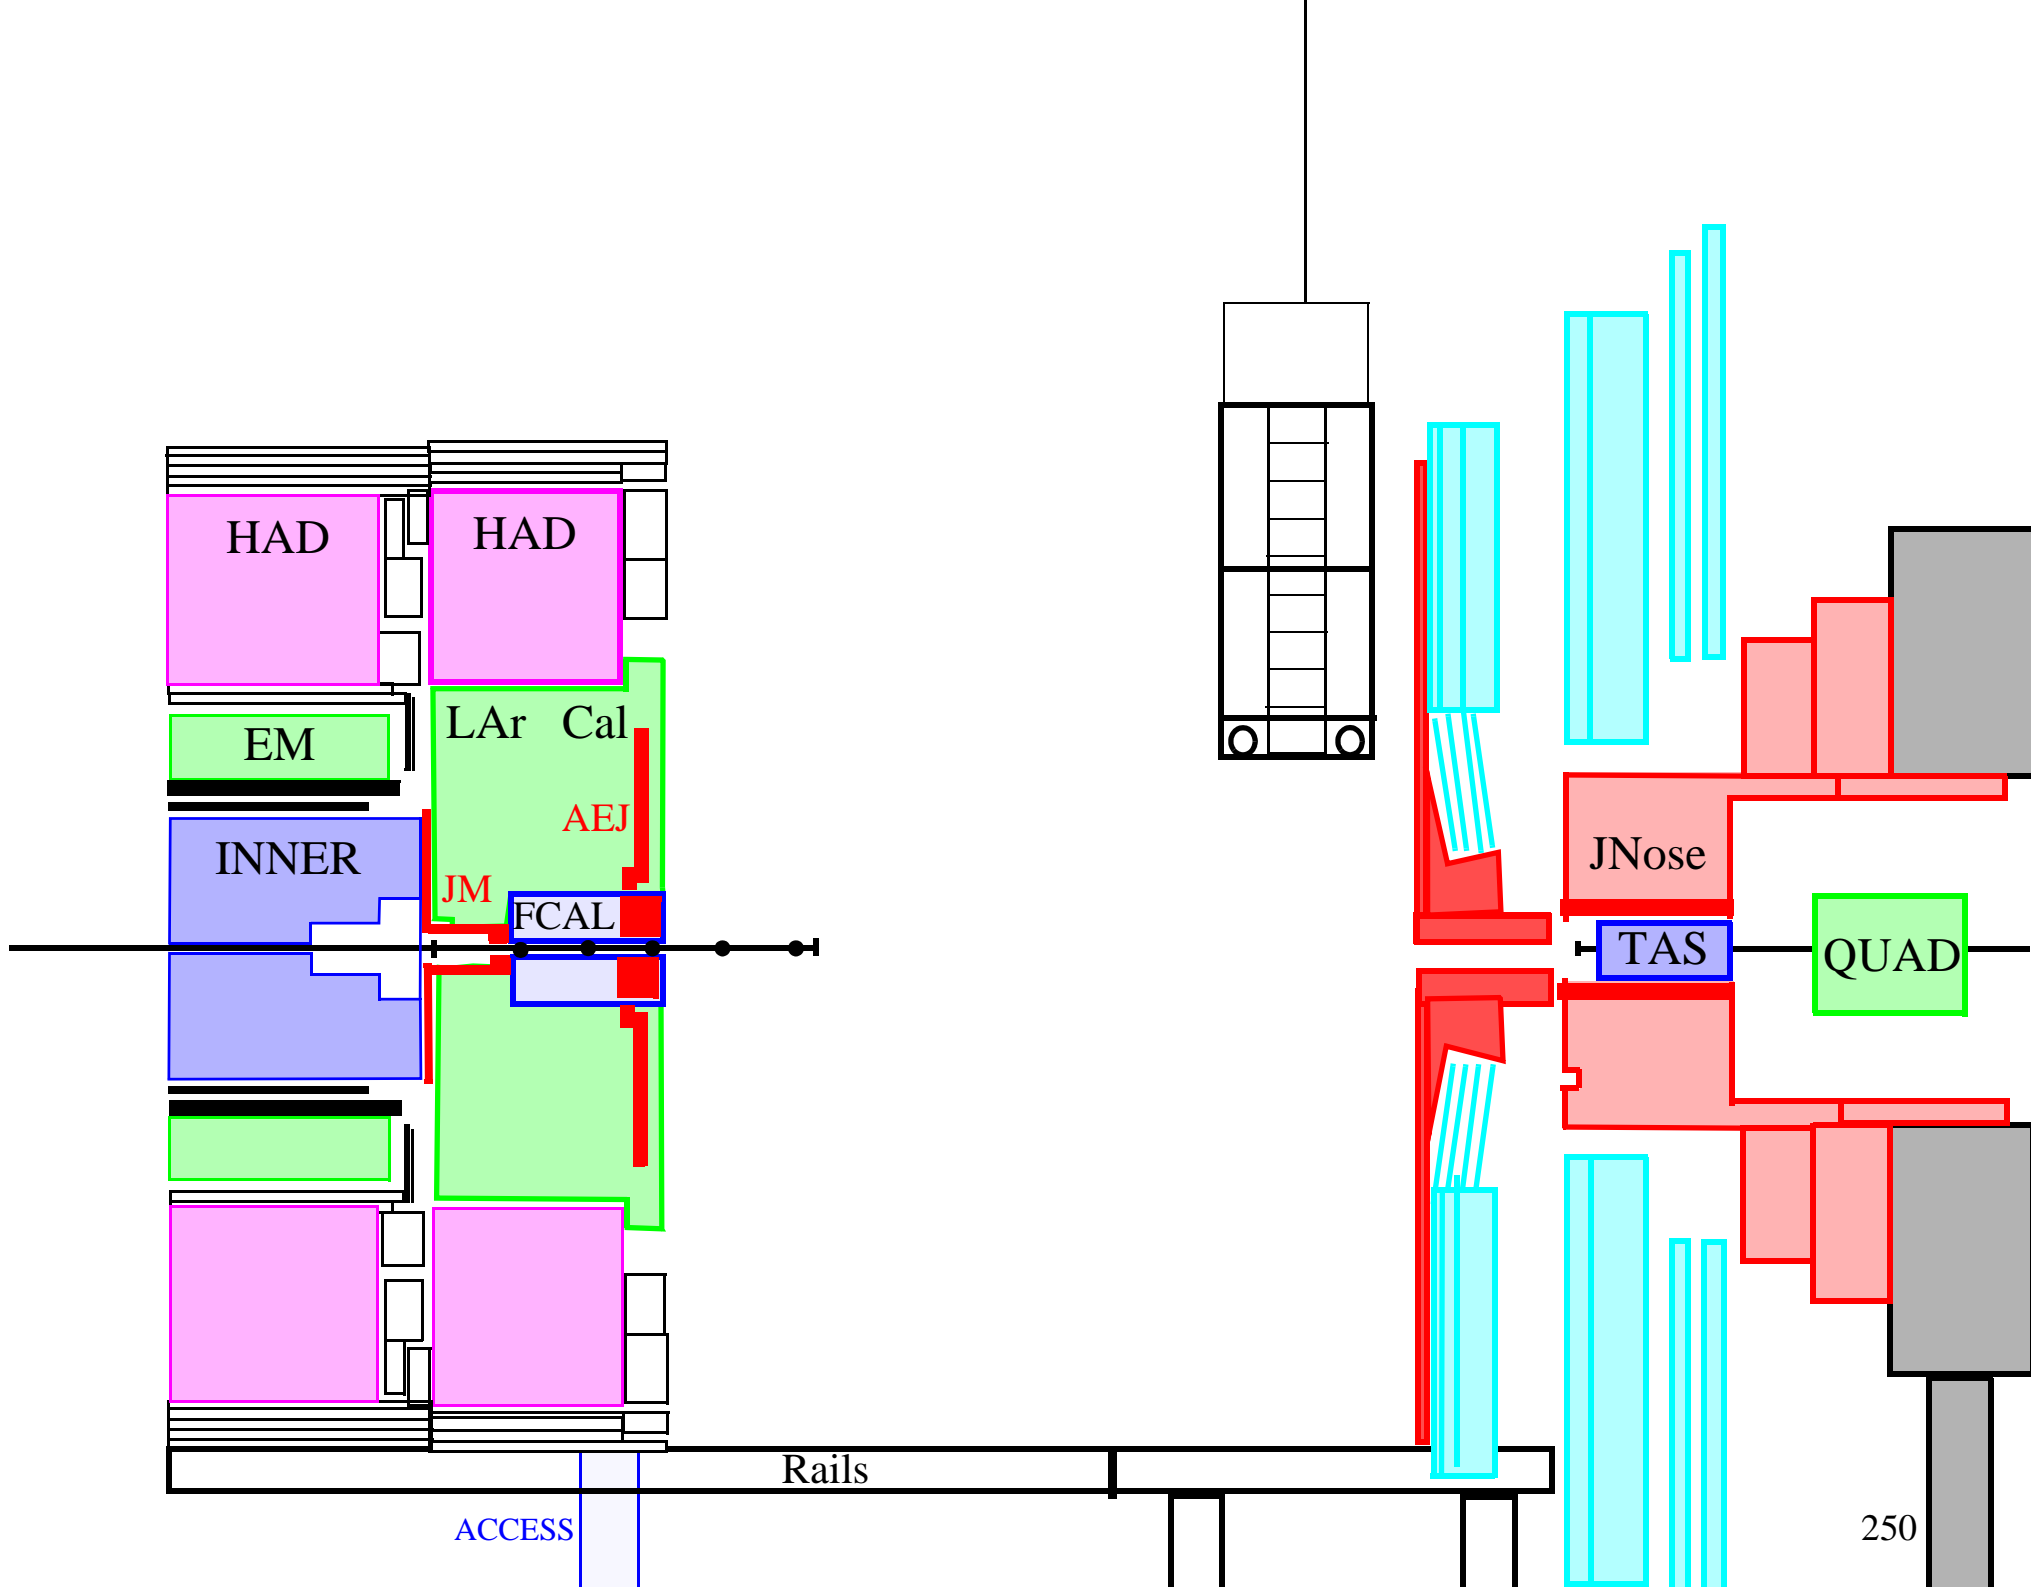 HAD
HAD
LAr Cal
EM
AEJ
INNER
JNose
JM
FCAL
TAS
QUAD
Rails
ACCESS
250